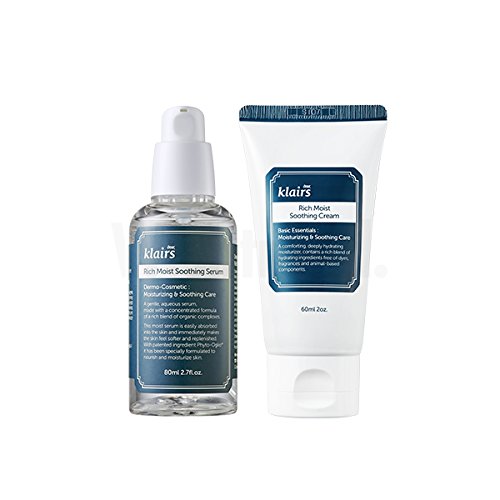 dear,
klairs
Rich Moist Soothing Serum
Dermo-Cosmetic :
Moisturizing & Soothing Care
A gentle, aqueous serum,
made with a concentrated formula
of a rich blend of organic complexes.
This moist serum is easily absorbed
into the skin and immediately makes
the skin feel softer and replenished.
With patented ingredient Phyto-Oligo®
it has been specially formulated to
nourish and moisturize skin.
80ml 2.7fl.oz.
dear,
klairs
Rich Moist
Soothing Cream
Basic Essentials :
Moisturizing & Soothing Care
A comforting, deeply hydrating
moisturizer, contains a rich blend of
hydrating ingredients free of dyes,
fragrances and animal-based
components.
60ml 2oz.